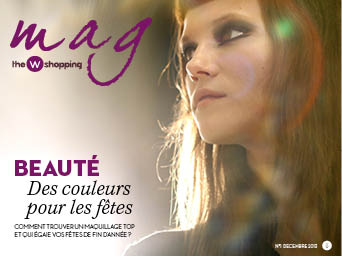 mag
the W shopping
BEAUTÉ
Des couleurs
pour les fêtes
COMMENT TROUVER UN MAQUILLAGE TOP
ET QUI ÉGAIE VOS FÊTES DE FIN D'ANNÉE ?
N°1 DÉCEMBRE 2013